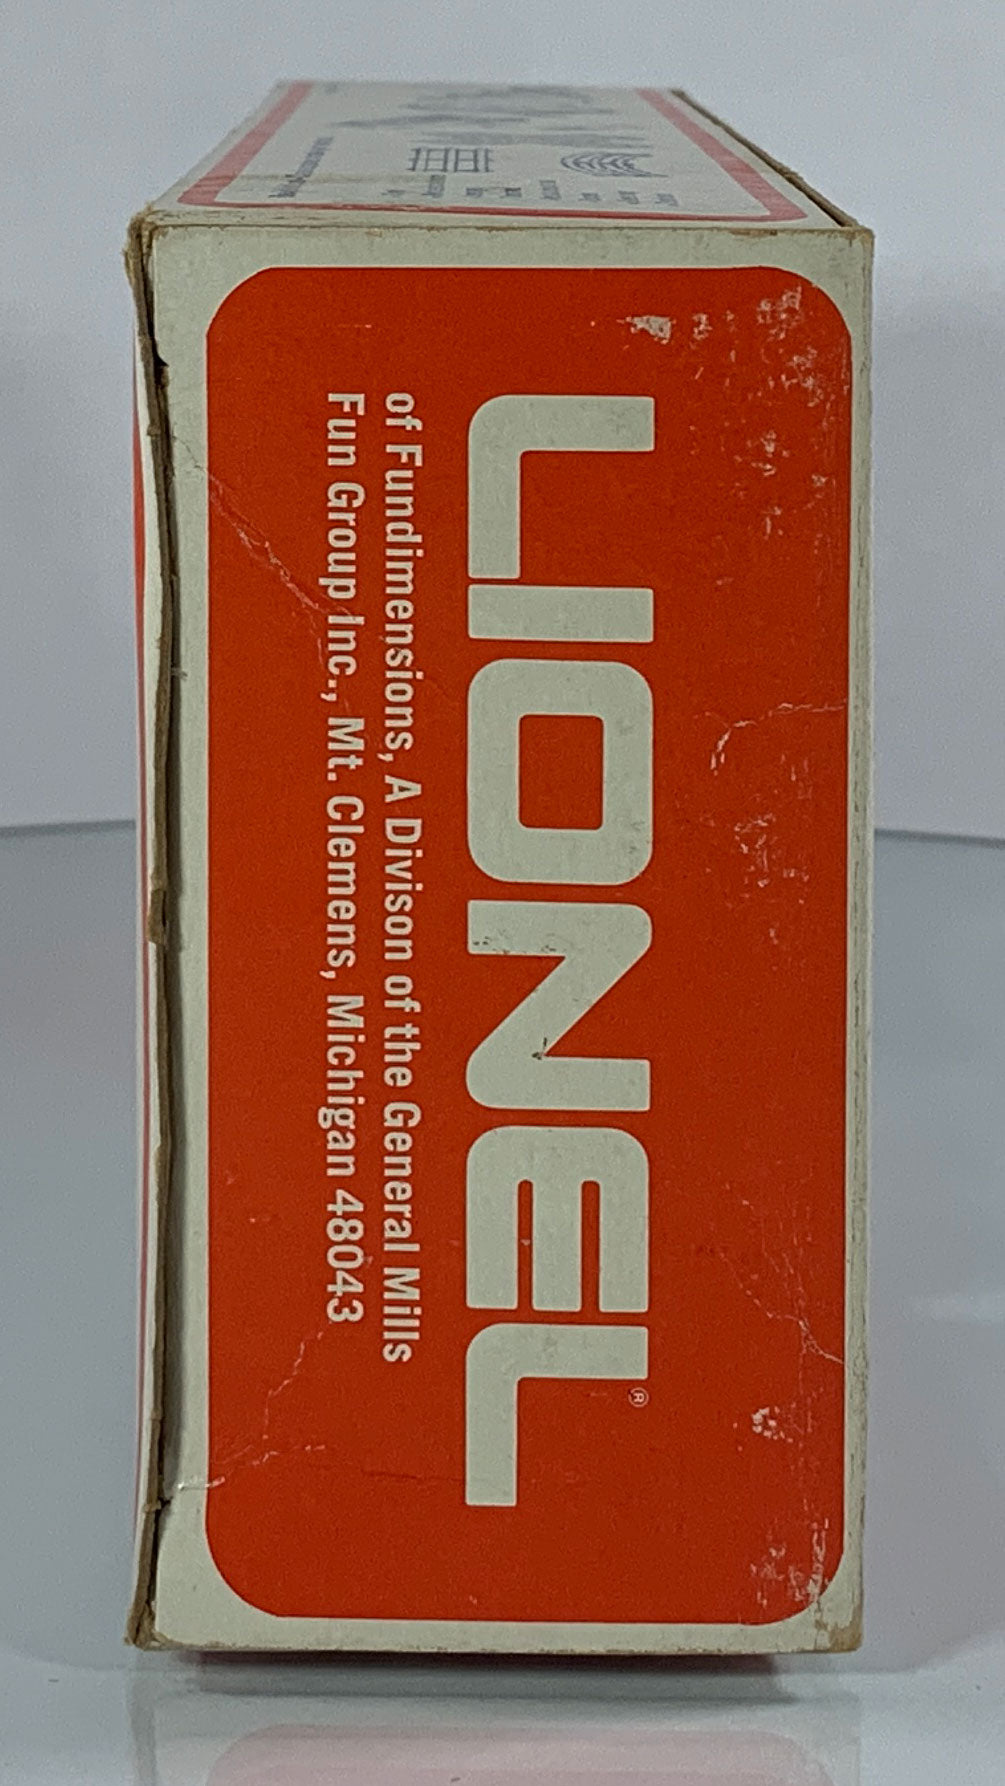 LIONEL®
of Fundimensions, A Divison of the General Mills
Fun Group Inc., Mt. Clemens, Michigan 48043